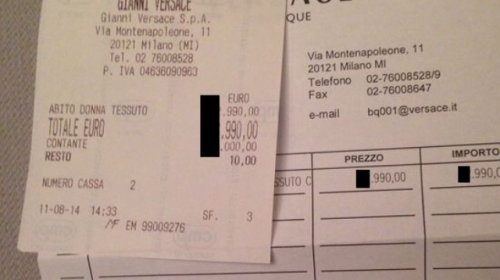 GIANNI VERSACE
Gianni Versace S.p.A.
Via Montenapoleone, 11
20121 Milano (MI)
Tel. 02 76008528
P. IVA 04636090963
EURO
ABITO DONNA TESSUTO .990,00
TOTALE EURO .990,00
CONTANTE .000,00
RESTO 10,00
NUMERO CASSA 2
11-08-14 14:33 SF. 3
MF EM 99009276
QUE
Via Montenapoleone, 11
20121 Milano MI
Telefono 02-76008528/9
Fax 02-76008647
e-mail bq001@versace.it
PREZZO IMPORTO
SSUTO C .990,00 .990,00